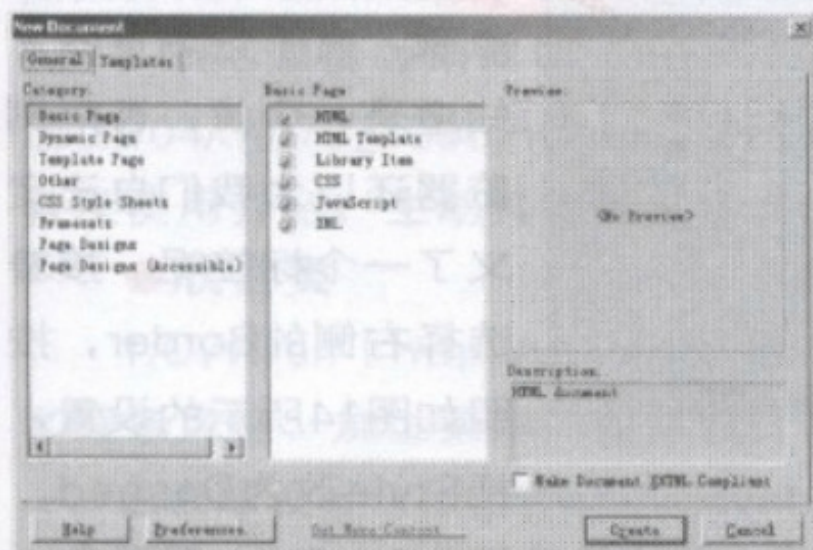 New Document
General Templates
Category: Basic Page: Preview:
Basic Page
Dynamic Page
Template Page
Other
CSS Style Sheets
Framesets
Page Designs
Page Designs (Accessible)
HTML
HTML Template
Library Item
CSS
JavaScript
XML
<No Preview>
Description:
HTML document
Make Document XHTML Compliant
Help Preferences... Get More Content... Create Cancel